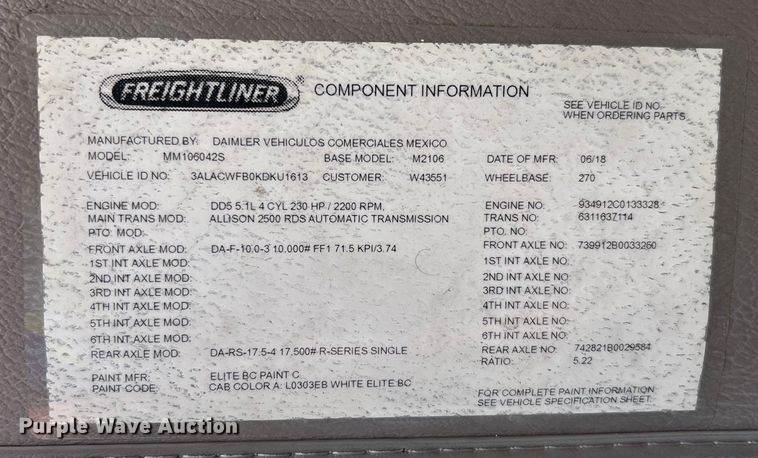 FREIGHTLINER® COMPONENT INFORMATION
SEE VEHICLE ID NO.
WHEN ORDERING PARTS
MANUFACTURED BY: DAIMLER VEHICULOS COMERCIALES MEXICO
MODEL: MM106042S BASE MODEL: M2106 DATE OF MFR: 06/18
VEHICLE ID NO: 3ALACWFB0KDKU1613 CUSTOMER: W43551 WHEELBASE: 270
ENGINE MOD: DD5 5.1L 4 CYL 230 HP / 2200 RPM, ENGINE NO: 934912C0133328
MAIN TRANS MOD: ALLISON 2500 RDS AUTOMATIC TRANSMISSION TRANS NO: 6311637114
PTO. MOD: PTO. NO:
FRONT AXLE MOD: DA-F-10.0-3 10,000# FF1 71.5 KPI/3.74 FRONT AXLE NO: 739912B0033260
1ST INT AXLE MOD: 1ST INT AXLE NO:
2ND INT AXLE MOD: 2ND INT AXLE NO:
3RD INT AXLE MOD: 3RD INT AXLE NO:
4TH INT AXLE MOD: 4TH INT AXLE NO:
5TH INT AXLE MOD: 5TH INT AXLE NO:
6TH INT AXLE MOD: 6TH INT AXLE NO:
REAR AXLE MOD: DA-RS-17.5-4 17,500# R-SERIES SINGLE REAR AXLE NO: 742821B0029584
RATIO: 5.22
PAINT MFR: ELITE BC PAINT C
PAINT CODE: CAB COLOR A: L0303EB WHITE ELITE BC
FOR COMPLETE PAINT INFORMATION
SEE VEHICLE SPECIFICATION SHEET.
Purple Wave Auction